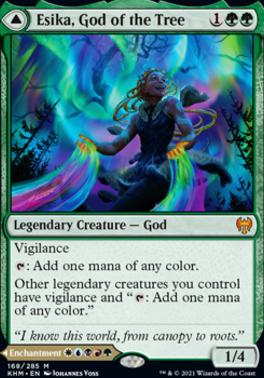 Esika, God of the Tree 1
Legendary Creature — God
Vigilance
: Add one mana of any color.
Other legendary creatures you control
have vigilance and “: Add one mana
of any color.”
“I know this world, from canopy to roots.”
Enchantment
1/4
168/285 M
KHM • EN Johannes Voss
™ & © 2021 Wizards of the Coast